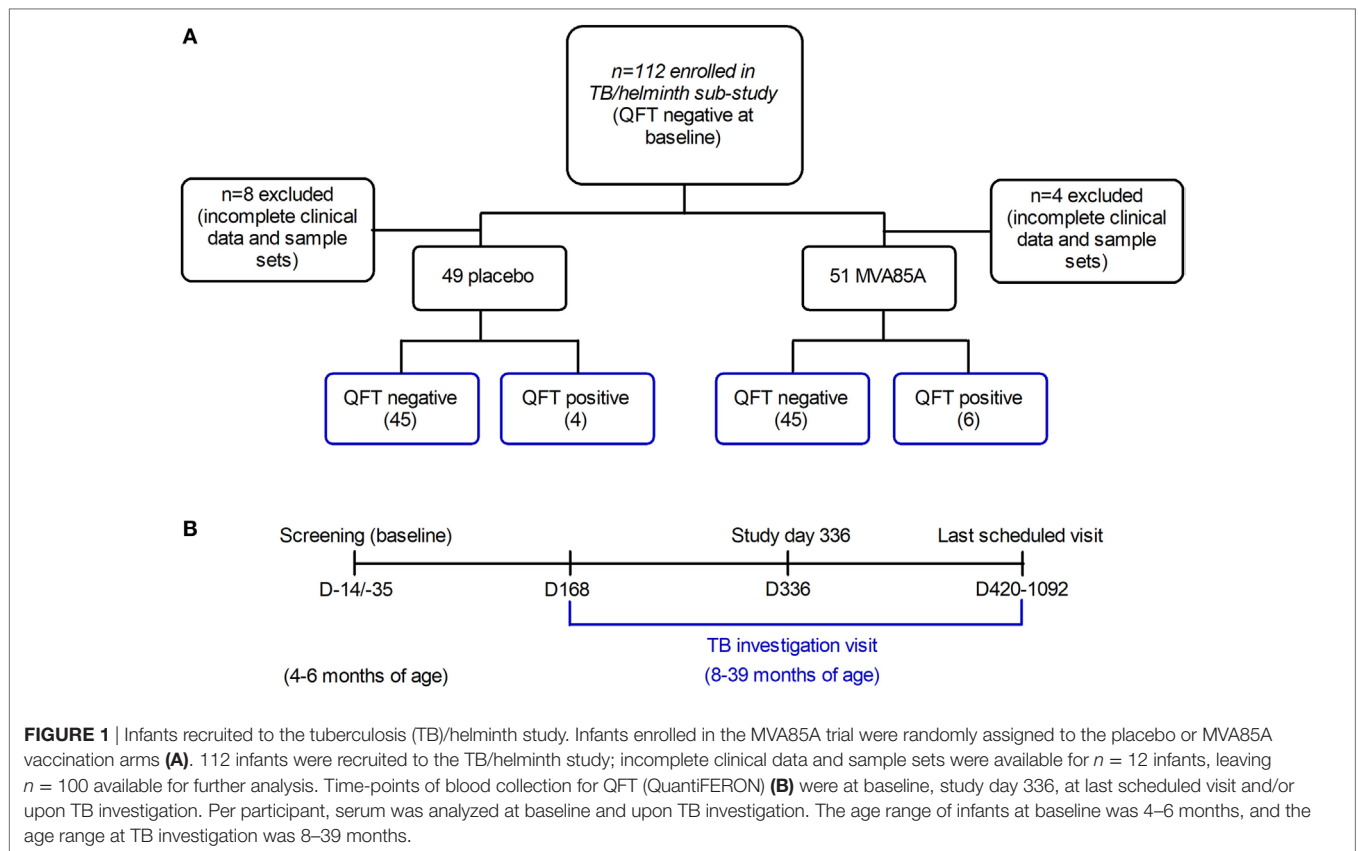 A
n=112 enrolled in
TB/helminth sub-study
(QFT negative at
baseline)
n=8 excluded
(incomplete clinical
data and sample
sets)
n=4 excluded
(incomplete clinical
data and sample
sets)
49 placebo
51 MVA85A
QFT negative
(45)
QFT positive
(4)
QFT negative
(45)
QFT positive
(6)
B
Screening (baseline)
Study day 336
Last scheduled visit
D-14/-35
D168
D336
D420-1092
TB investigation visit
(4-6 months of age)
(8-39 months of age)
FIGURE 1 | Infants recruited to the tuberculosis (TB)/helminth study. Infants enrolled in the MVA85A trial were randomly assigned to the placebo or MVA85A
vaccination arms (A). 112 infants were recruited to the TB/helminth study; incomplete clinical data and sample sets were available for n = 12 infants, leaving
n = 100 available for further analysis. Time-points of blood collection for QFT (QuantiFERON) (B) were at baseline, study day 336, at last scheduled visit and/or
upon TB investigation. Per participant, serum was analyzed at baseline and upon TB investigation. The age range of infants at baseline was 4–6 months, and the
age range at TB investigation was 8–39 months.